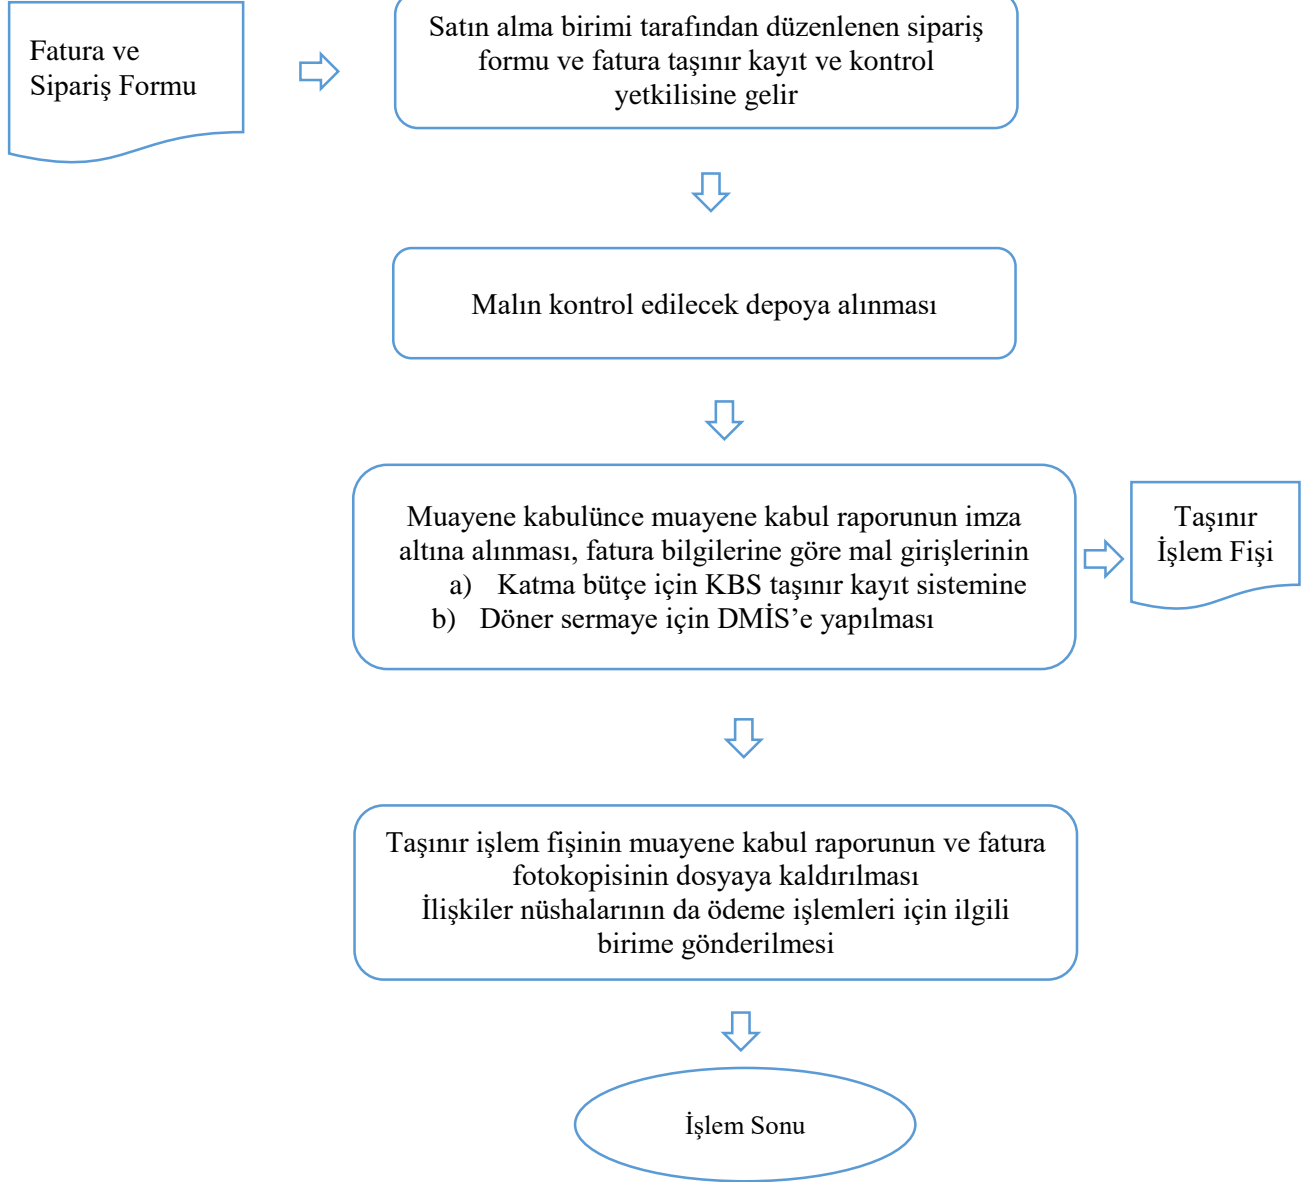 Fatura ve
Sipariş Formu
Satın alma birimi tarafından düzenlenen sipariş
formu ve fatura taşınır kayıt ve kontrol
yetkilisine gelir
Malın kontrol edilecek depoya alınması
Muayene kabulünce muayene kabul raporunun imza
altına alınması, fatura bilgilerine göre mal girişlerinin
a) Katma bütçe için KBS taşınır kayıt sistemine
b) Döner sermaye için DMİS’e yapılması
Taşınır
İşlem Fişi
Taşınır işlem fişinin muayene kabul raporunun ve fatura
fotokopisinin dosyaya kaldırılması
İlişkiler nüshalarının da ödeme işlemleri için ilgili
birime gönderilmesi
İşlem Sonu